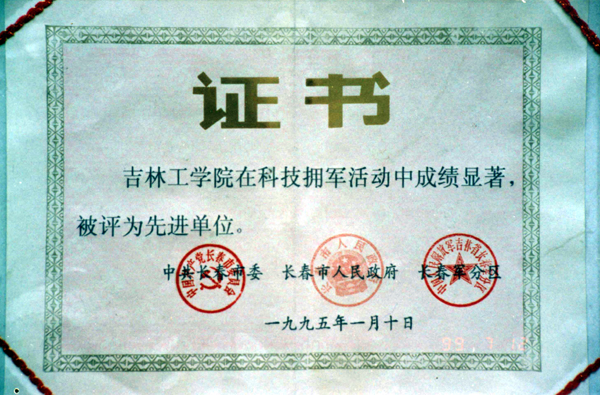 证书
吉林工学院在科技拥军活动中成绩显著，
被评为先进单位。
中共长春市委 长春市人民政府 长春军分区
一九九五年一月十日